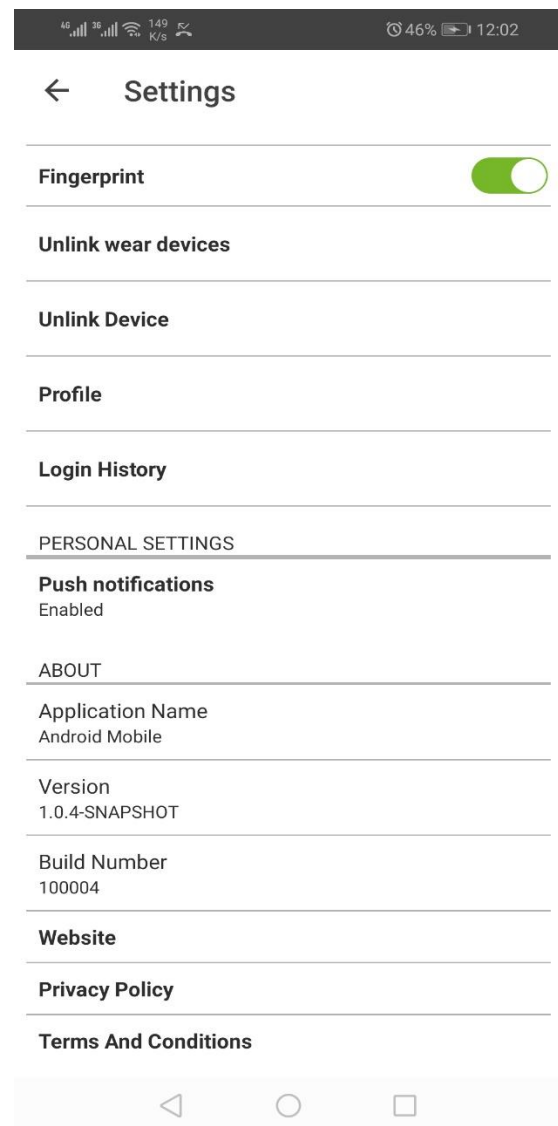 4G 3G 149 K/s 46% 12:02
Settings
Fingerprint
Unlink wear devices
Unlink Device
Profile
Login History
PERSONAL SETTINGS
Push notifications
Enabled
ABOUT
Application Name
Android Mobile
Version
1.0.4-SNAPSHOT
Build Number
100004
Website
Privacy Policy
Terms And Conditions